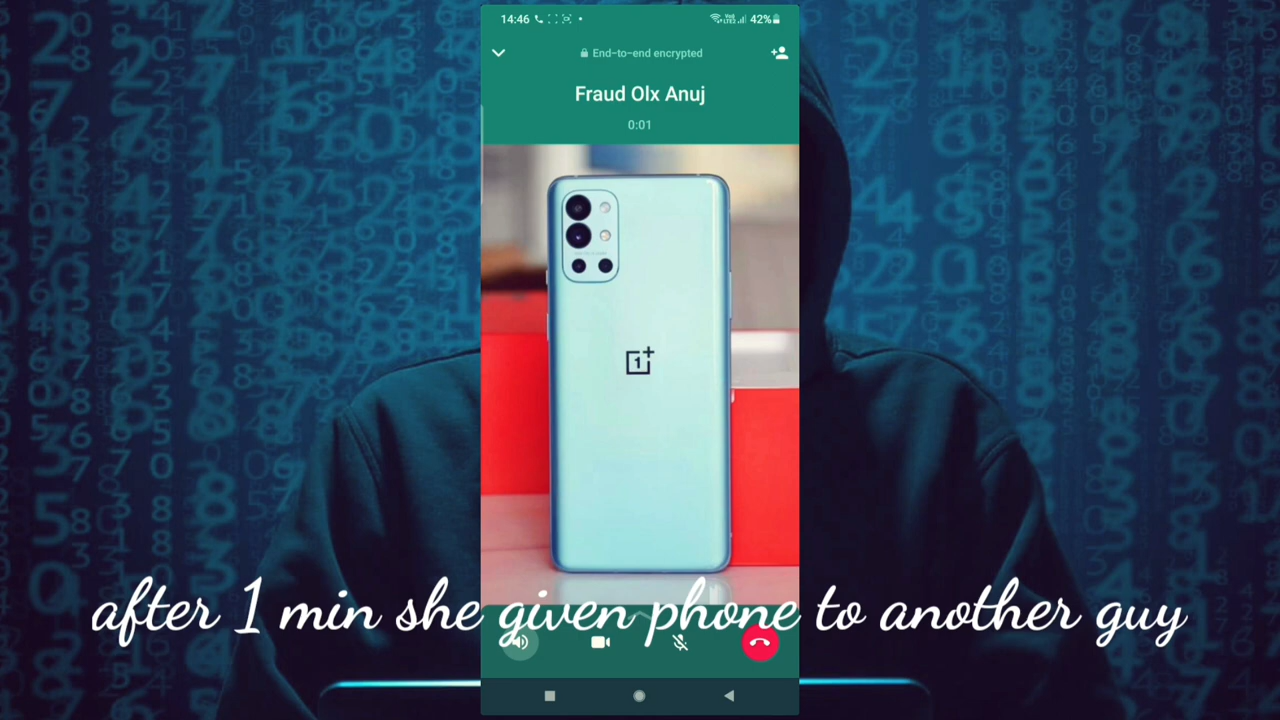 14:46
42%
End-to-end encrypted
Fraud Olx Anuj
0:01
after 1 min she given phone to another guy